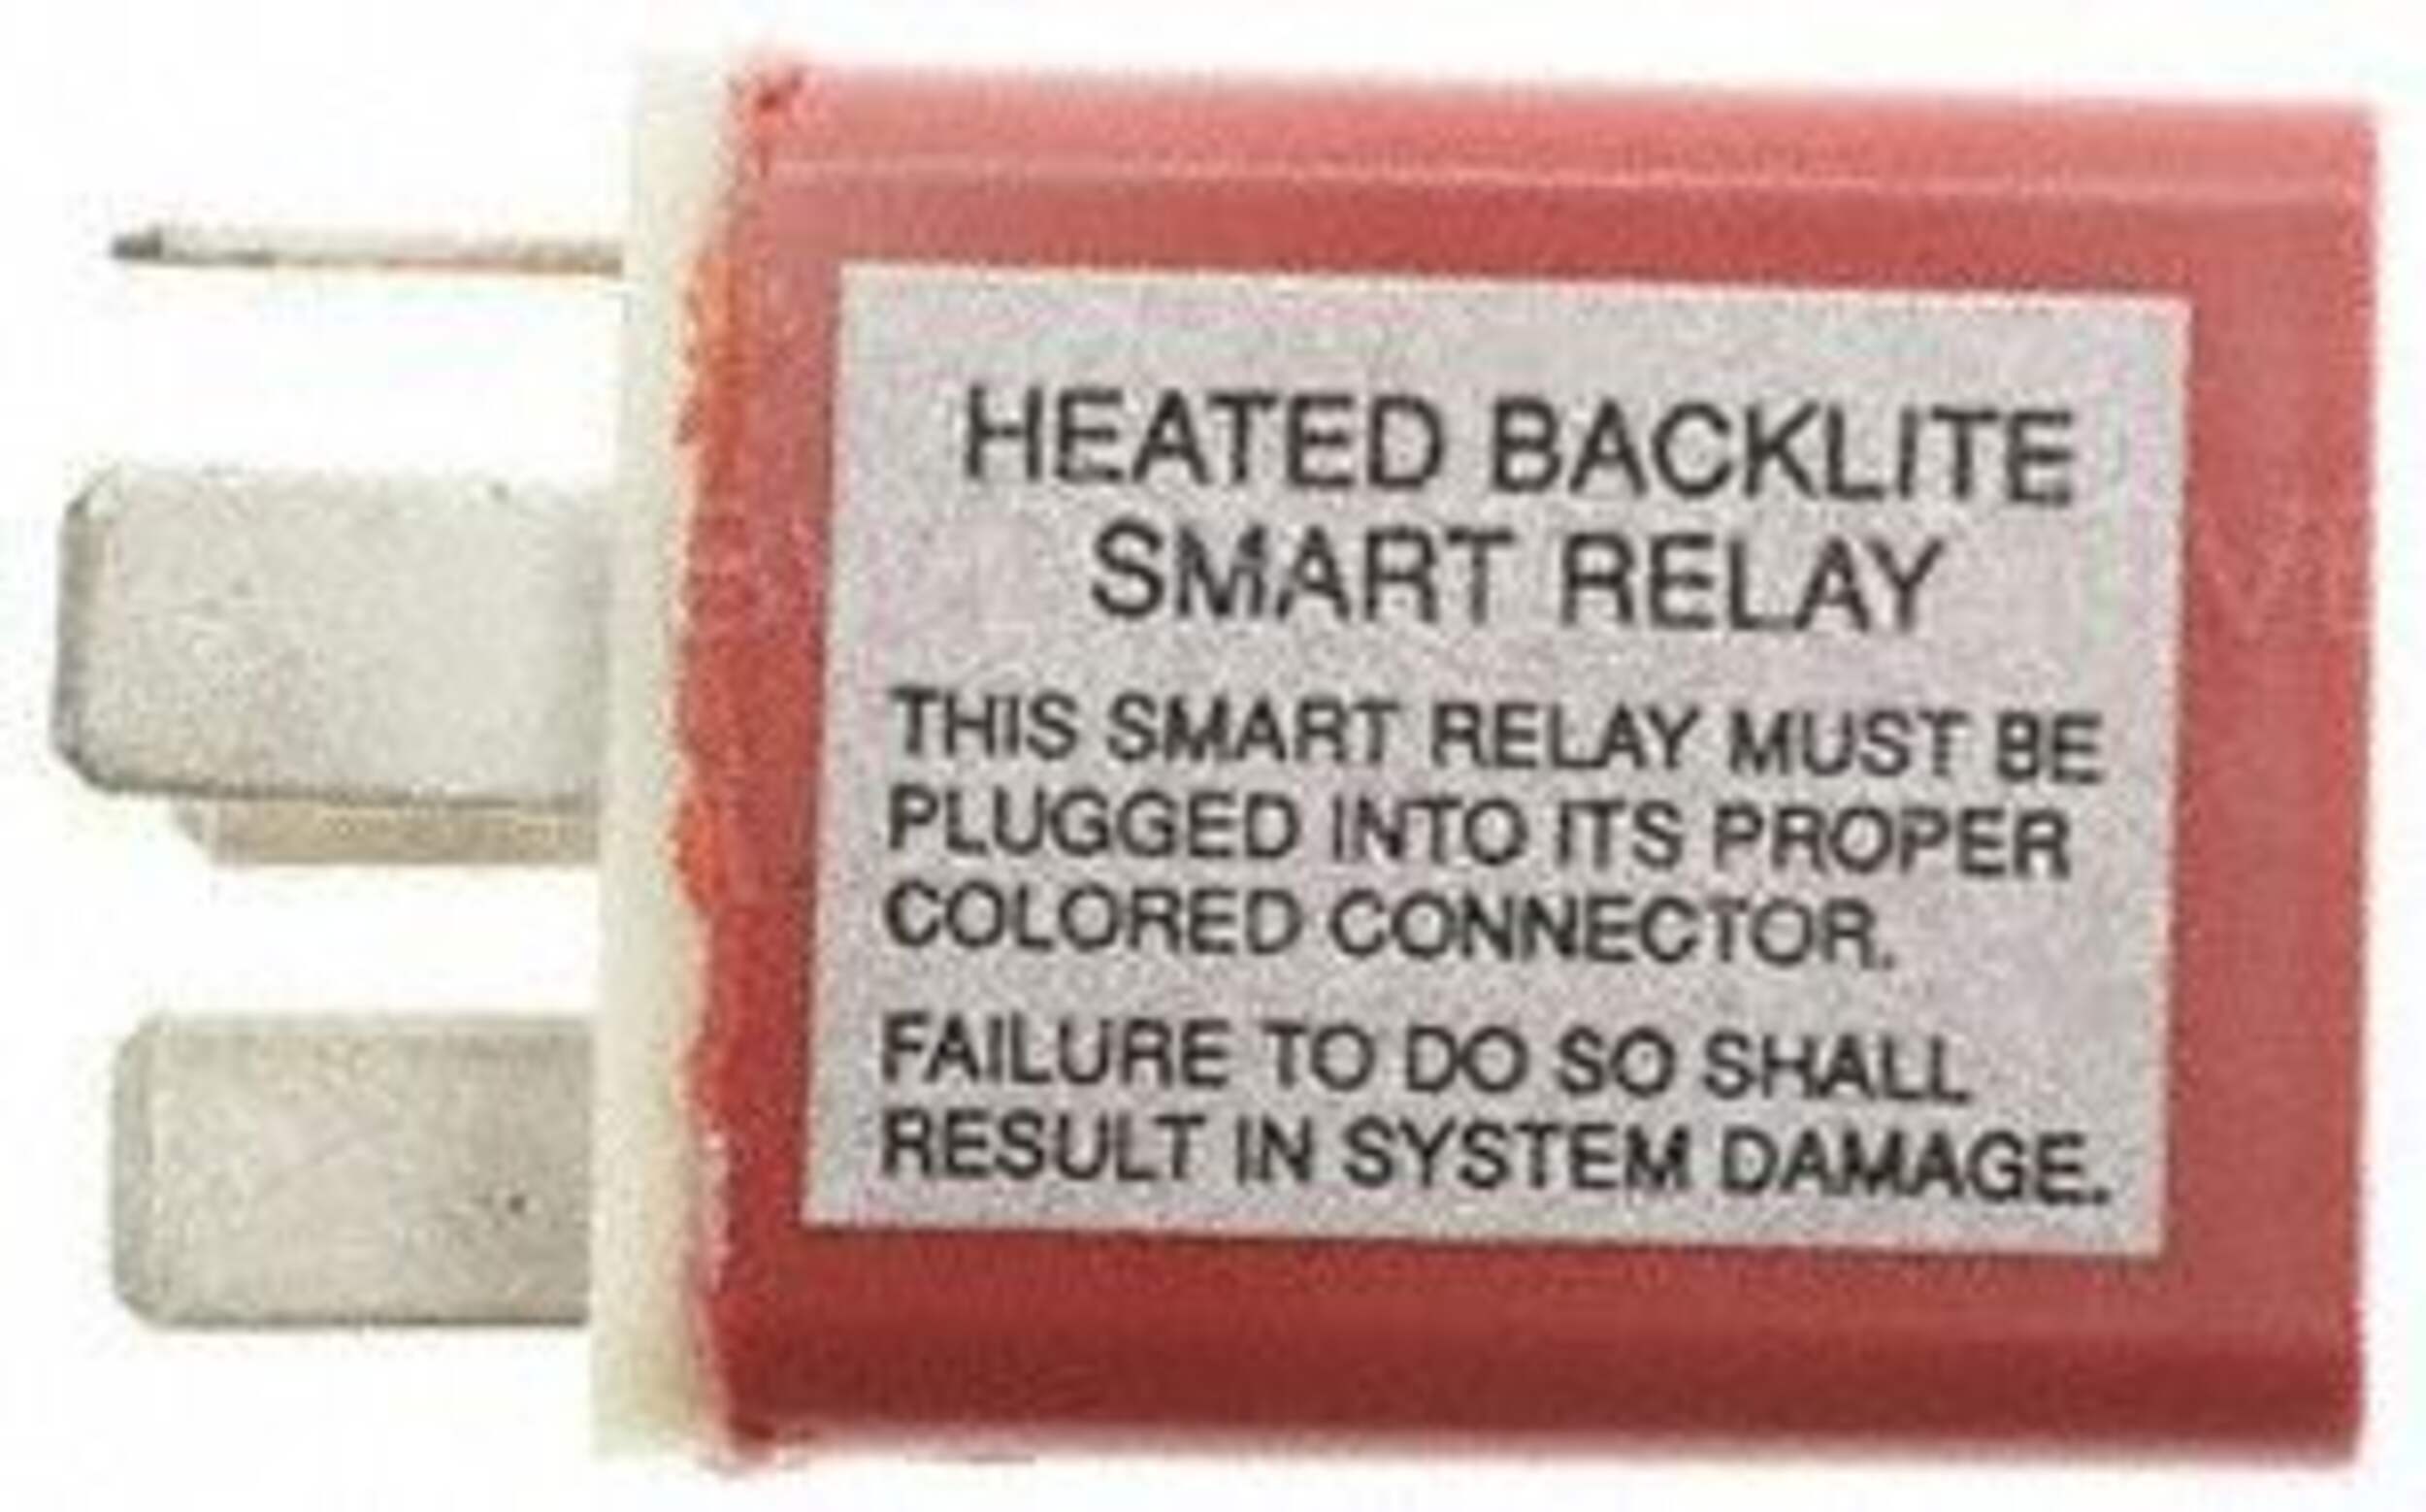 HEATED BACKLITE
SMART RELAY
THIS SMART RELAY MUST BE
PLUGGED INTO ITS PROPER
COLORED CONNECTOR.
FAILURE TO DO SO SHALL
RESULT IN SYSTEM DAMAGE.